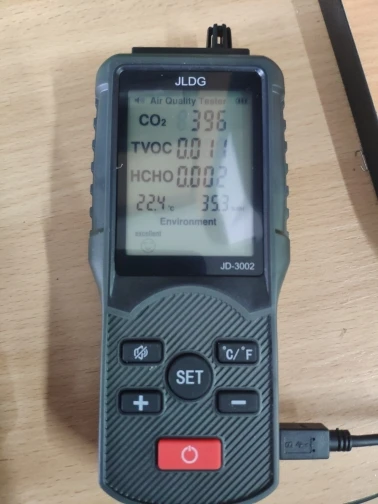 JLDG
Air Quality Tester
CO₂ 396
TVOC 0.011
HCHO 0.002
22.4 °C 35.3
Environment
excellent
JD-3002
°C/°F
SET
+ −